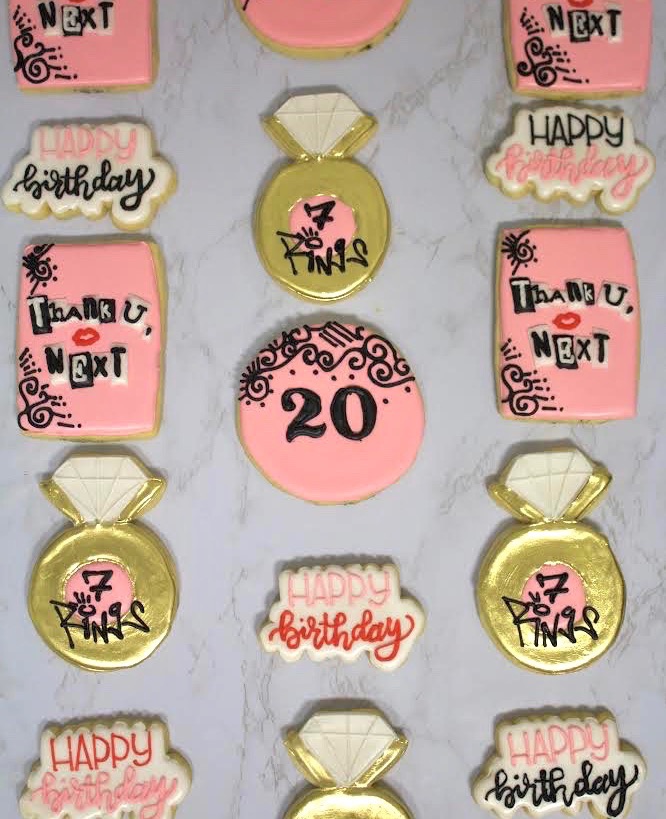 NEXT
NEXT
HAPPY
birthday
HAPPY
birthday
7
Rings
THANK U,
NEXT
THANK U,
NEXT
20
7
Rings
7
Rings
HAPPY
birthday
HAPPY
birthday
HAPPY
birthday